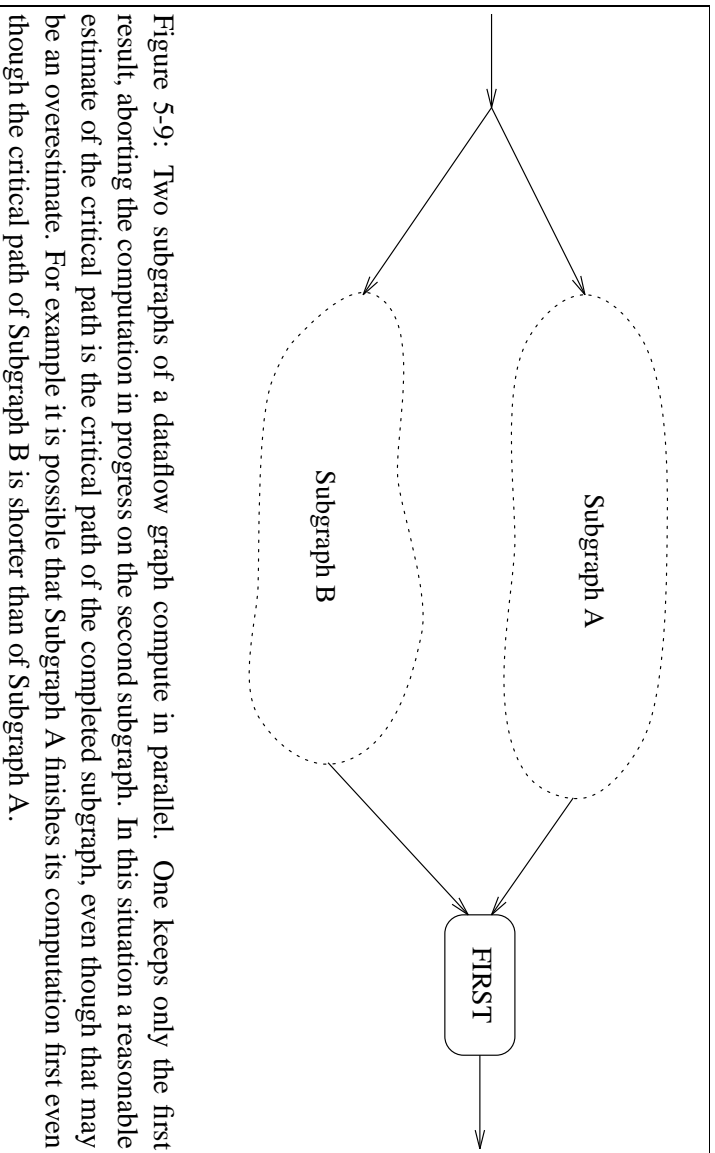 Subgraph A
Subgraph B
FIRST
Figure 5-9: Two subgraphs of a dataflow graph compute in parallel. One keeps only the first
result, aborting the computation in progress on the second subgraph. In this situation a reasonable
estimate of the critical path is the critical path of the completed subgraph, even though that may
be an overestimate. For example it is possible that Subgraph A finishes its computation first even
though the critical path of Subgraph B is shorter than of Subgraph A.